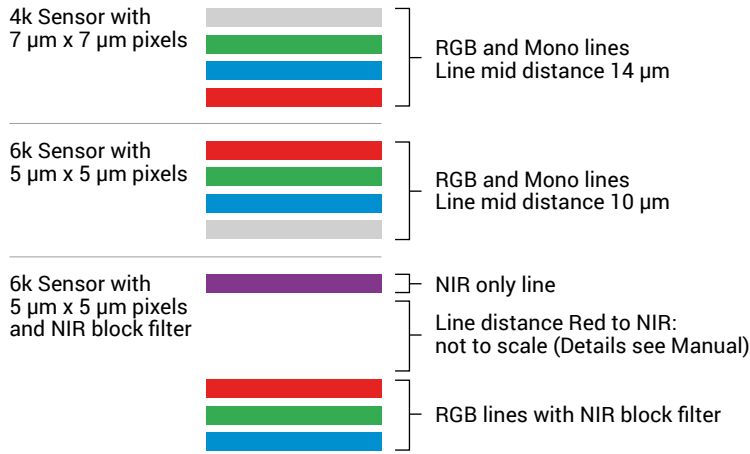 4k Sensor with
7 µm x 7 µm pixels
RGB and Mono lines
Line mid distance 14 µm
6k Sensor with
5 µm x 5 µm pixels
RGB and Mono lines
Line mid distance 10 µm
6k Sensor with
5 µm x 5 µm pixels
and NIR block filter
NIR only line
Line distance Red to NIR:
not to scale (Details see Manual)
RGB lines with NIR block filter